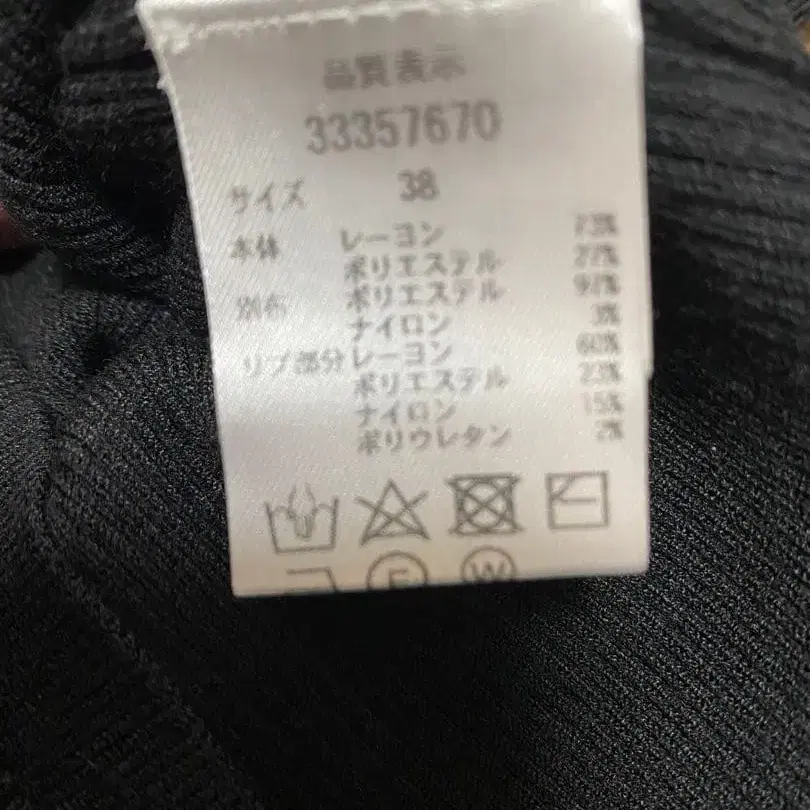 品質表示
33357670
サイズ 38
本体 レーヨン 73%
ポリエステル 27%
別布 ポリエステル 97%
ナイロン 3%
リブ部分 レーヨン 60%
ポリエステル 23%
ナイロン 15%
ポリウレタン 2%
F W